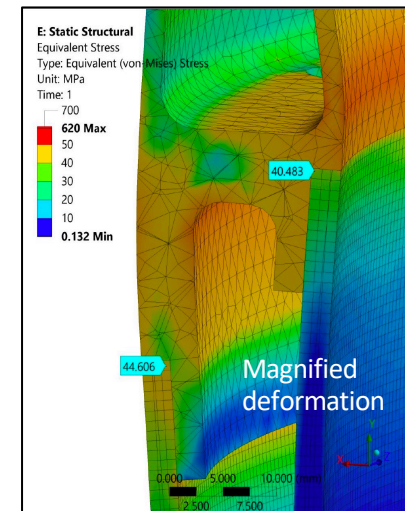 E: Static Structural
Equivalent Stress
Type: Equivalent (von-Mises) Stress
Unit: MPa
Time: 1
700
620 Max
50
40
30
20
10
0.132 Min
40.483
44.606
Magnified
deformation
Y
X
0.000 5.000 10.000 (mm)
2.500 7.500